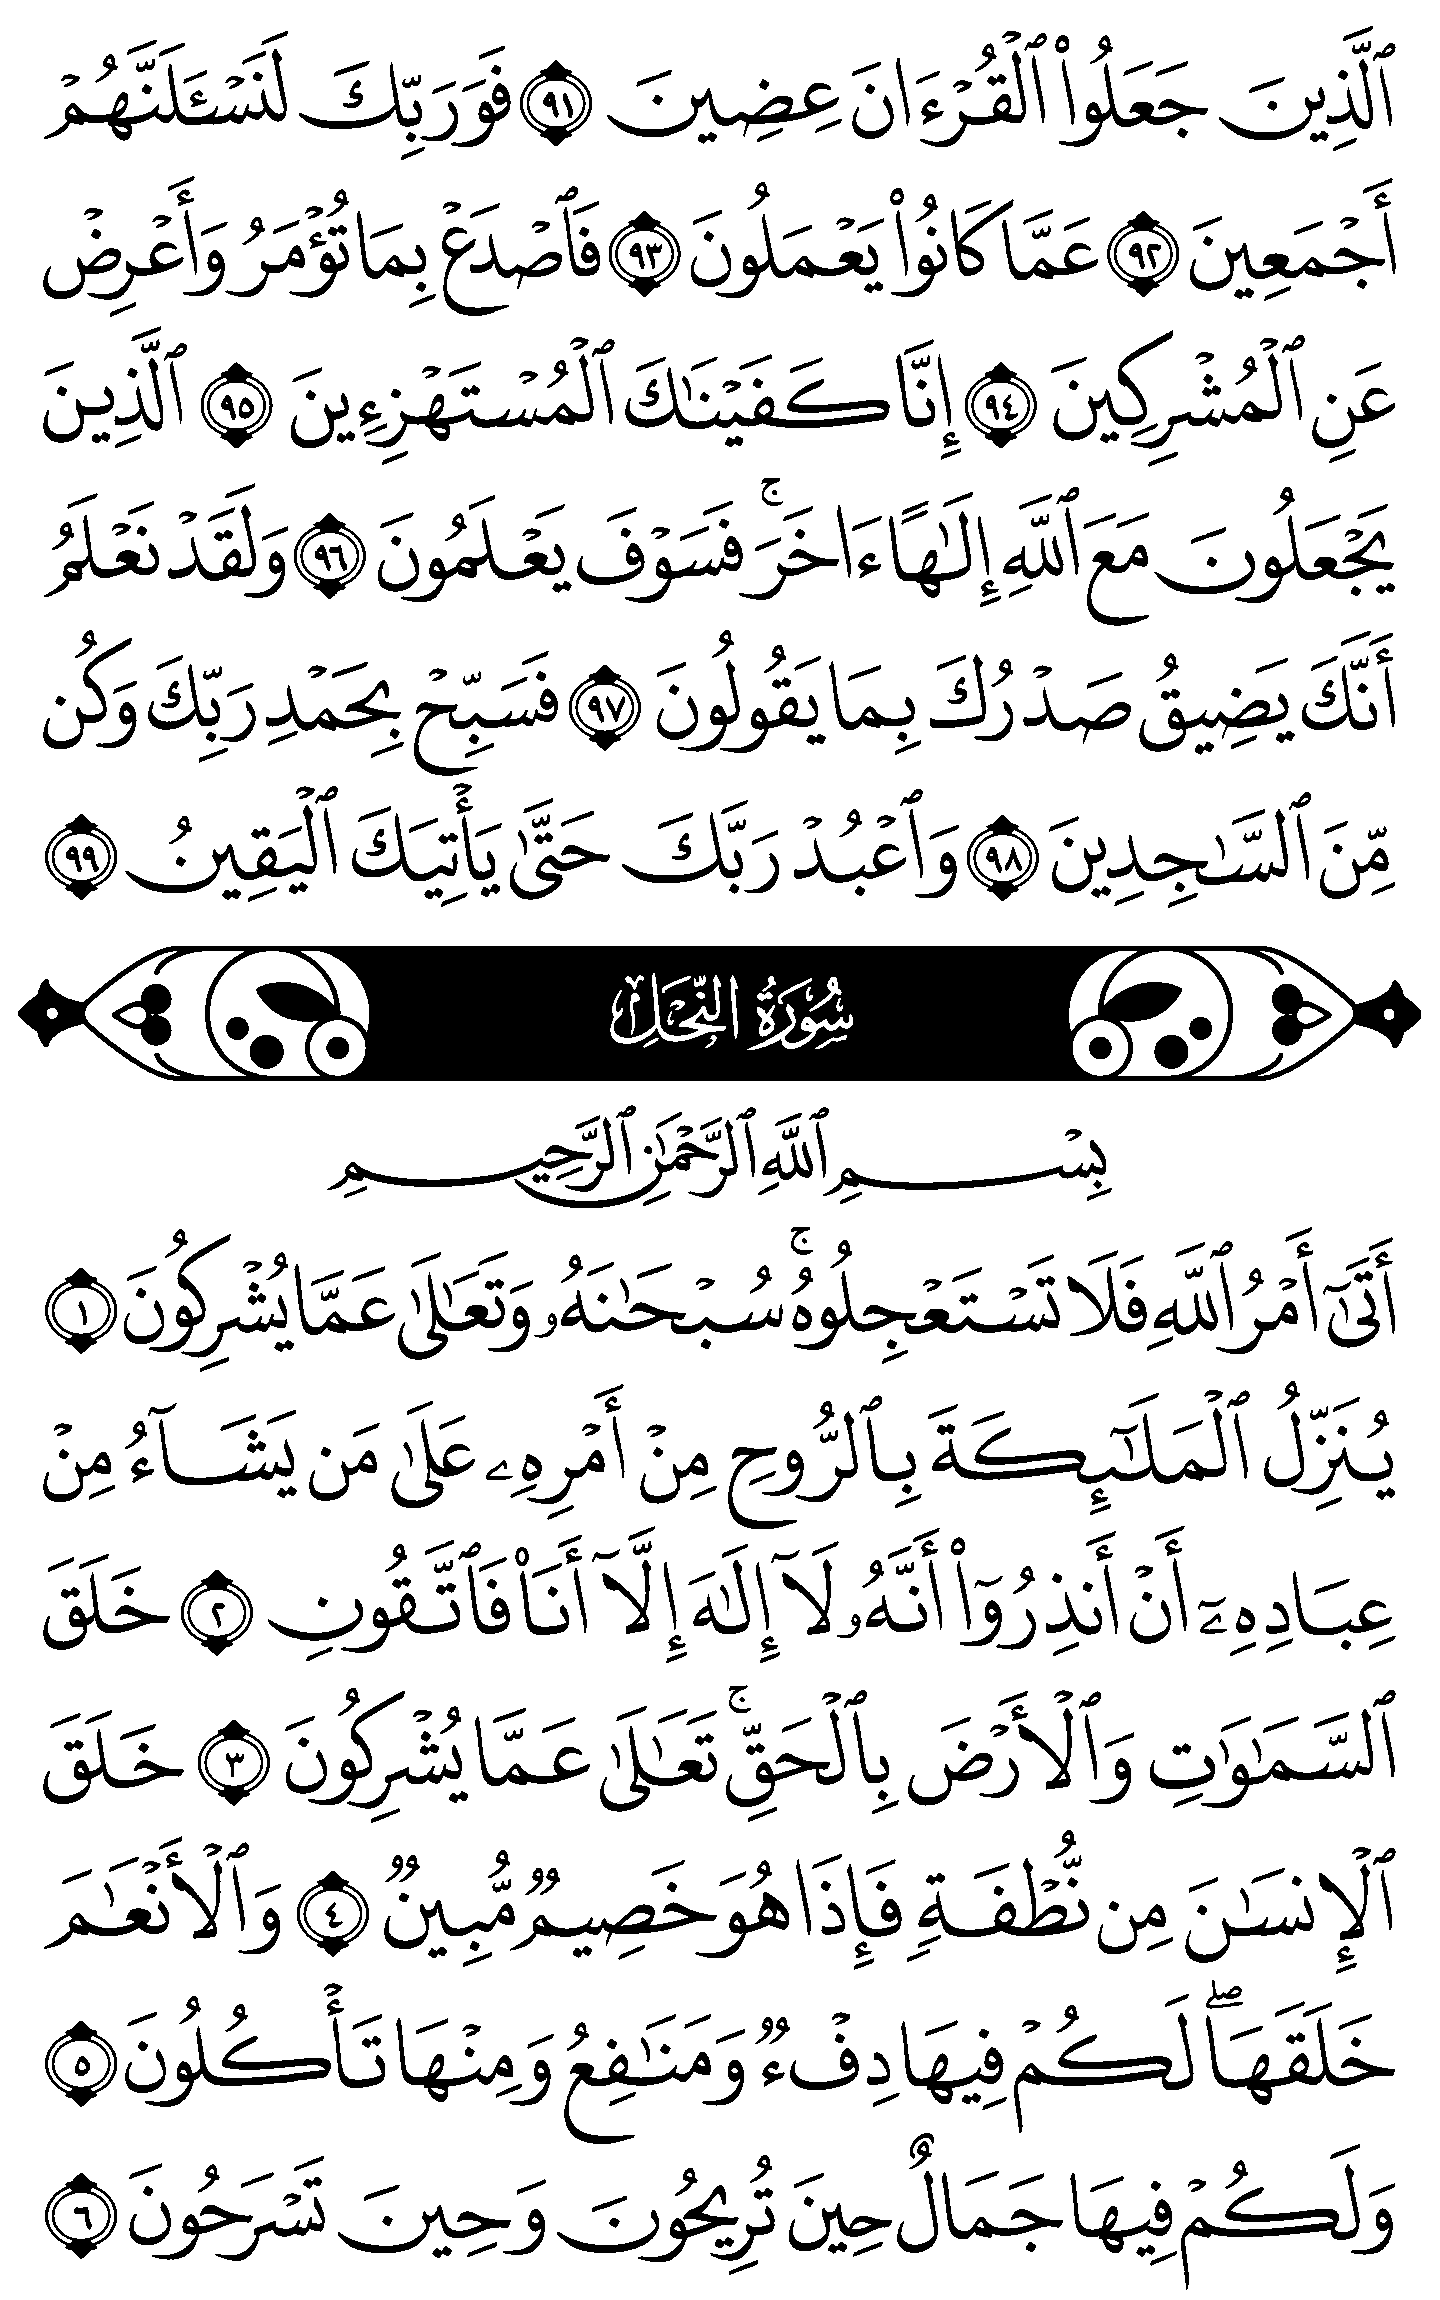 ٱلَّذِينَ جَعَلُوا۟ ٱلْقُرْءَانَ عِضِينَ ٩١ فَوَرَبِّكَ لَنَسْـَٔلَنَّهُمْ
أَجْمَعِينَ ٩٢ عَمَّا كَانُوا۟ يَعْمَلُونَ ٩٣ فَٱصْدَعْ بِمَا تُؤْمَرُ وَأَعْرِضْ
عَنِ ٱلْمُشْرِكِينَ ٩٤ إِنَّا كَفَيْنَـٰكَ ٱلْمُسْتَهْزِءِينَ ٩٥ ٱلَّذِينَ
يَجْعَلُونَ مَعَ ٱللَّهِ إِلَـٰهًا ءَاخَرَ ۚ فَسَوْفَ يَعْلَمُونَ ٩٦ وَلَقَدْ نَعْلَمُ
أَنَّكَ يَضِيقُ صَدْرُكَ بِمَا يَقُولُونَ ٩٧ فَسَبِّحْ بِحَمْدِ رَبِّكَ وَكُن
مِّنَ ٱلسَّـٰجِدِينَ ٩٨ وَٱعْبُدْ رَبَّكَ حَتَّىٰ يَأْتِيَكَ ٱلْيَقِينُ ٩٩
سُورَةُ النَّحْلِ
بِسْمِ ٱللَّهِ ٱلرَّحْمَـٰنِ ٱلرَّحِيمِ
أَتَىٰٓ أَمْرُ ٱللَّهِ فَلَا تَسْتَعْجِلُوهُ ۚ سُبْحَـٰنَهُۥ وَتَعَـٰلَىٰ عَمَّا يُشْرِكُونَ ١
يُنَزِّلُ ٱلْمَلَـٰٓئِكَةَ بِٱلرُّوحِ مِنْ أَمْرِهِۦ عَلَىٰ مَن يَشَآءُ مِنْ
عِبَادِهِۦٓ أَنْ أَنذِرُوٓا۟ أَنَّهُۥ لَآ إِلَـٰهَ إِلَّآ أَنَا۠ فَٱتَّقُونِ ٢ خَلَقَ
ٱلسَّمَـٰوَٰتِ وَٱلْأَرْضَ بِٱلْحَقِّ ۚ تَعَـٰلَىٰ عَمَّا يُشْرِكُونَ ٣ خَلَقَ
ٱلْإِنسَـٰنَ مِن نُّطْفَةٍ فَإِذَا هُوَ خَصِيمٌ مُّبِينٌ ٤ وَٱلْأَنْعَـٰمَ
خَلَقَهَا ۗ لَكُمْ فِيهَا دِفْءٌ وَمَنَـٰفِعُ وَمِنْهَا تَأْكُلُونَ ٥
وَلَكُمْ فِيهَا جَمَالٌ حِينَ تُرِيحُونَ وَحِينَ تَسْرَحُونَ ٦